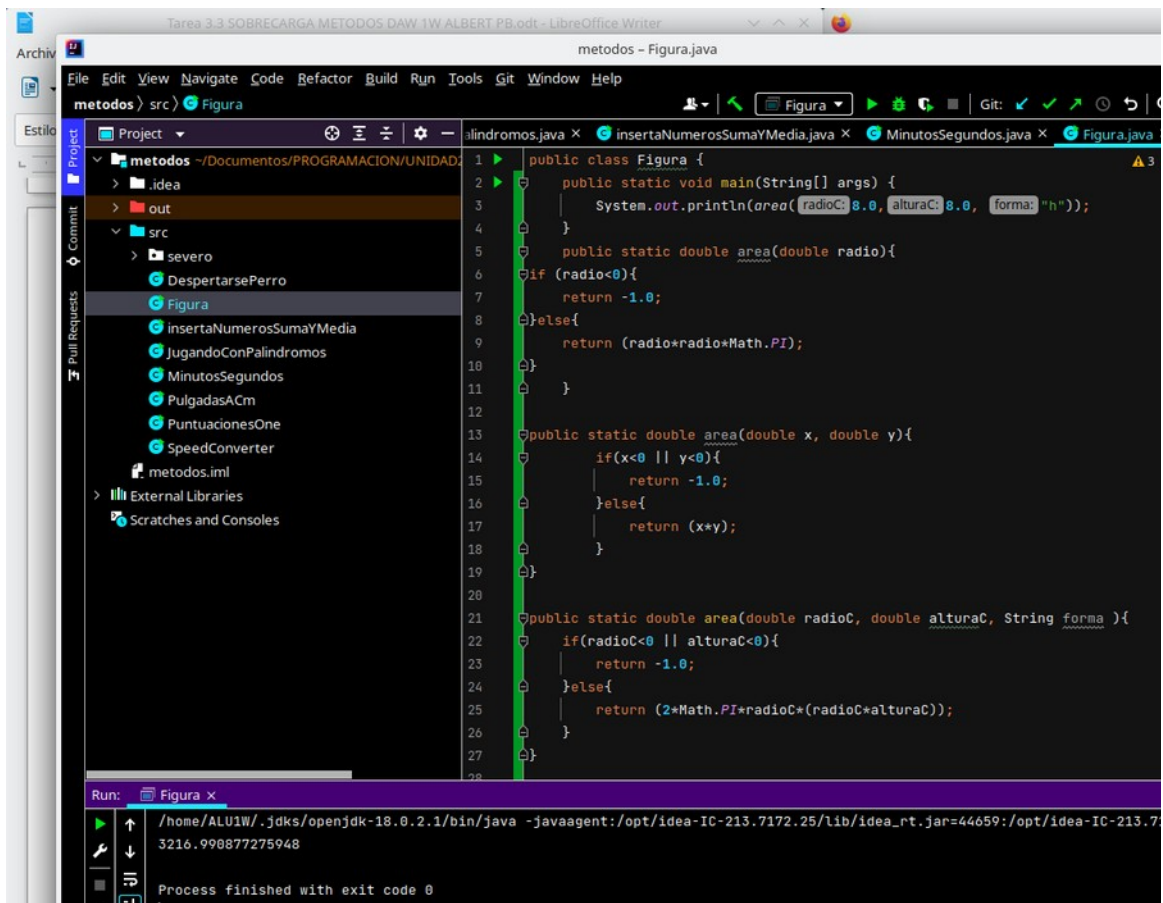 Tarea 3.3 SOBRECARGA METODOS DAW 1W ALBERT PB.odt - LibreOffice Writer
Archiv
metodos – Figura.java
File Edit View Navigate Code Refactor Build Run Tools Git Window Help
metodos src Figura
Figura
Git:
Estilo
Project
Commit
Pull Requests
Project
metodos ~/Documentos/PROGRAMACION/UNIDAD2
.idea
out
src
severo
DespertarsePerro
Figura
insertaNumerosSumaYMedia
JugandoConPalindromos
MinutosSegundos
PulgadasACm
PuntuacionesOne
SpeedConverter
metodos.iml
External Libraries
Scratches and Consoles
alindromos.java × insertaNumerosSumaYMedia.java × MinutosSegundos.java × Figura.java
3
1 public class Figura {
2 public static void main(String[] args) {
3 System.out.println(area( radioC: 8.0, alturaC: 8.0, forma: "h"));
4 }
5 public static double area(double radio){
6 if (radio<0){
7 return -1.0;
8 }else{
9 return (radio*radio*Math.PI);
10 }
11 }
12
13 public static double area(double x, double y){
14 if(x<0 || y<0){
15 return -1.0;
16 }else{
17 return (x*y);
18 }
19 }
20
21 public static double area(double radioC, double alturaC, String forma ){
22 if(radioC<0 || alturaC<0){
23 return -1.0;
24 }else{
25 return (2*Math.PI*radioC*(radioC*alturaC));
26 }
27 }
28
Run: Figura ×
/home/ALU1W/.jdks/openjdk-18.0.2.1/bin/java -javaagent:/opt/idea-IC-213.7172.25/lib/idea_rt.jar=44659:/opt/idea-IC-213.71
3216.990877275948
Process finished with exit code 0